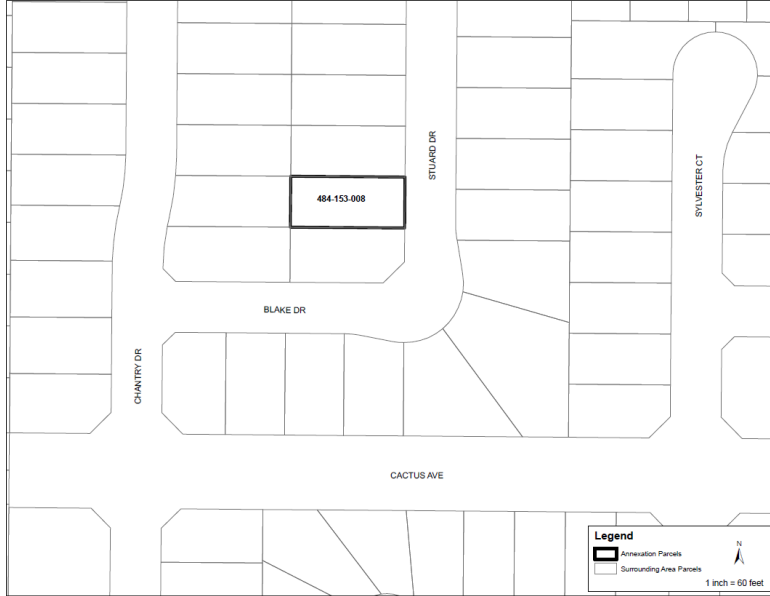 484-153-008
STUARD DR
SYLVESTER CT
BLAKE DR
CHANTRY DR
CACTUS AVE
Legend
Annexation Parcels
Surrounding Area Parcels
N
1 inch = 60 feet